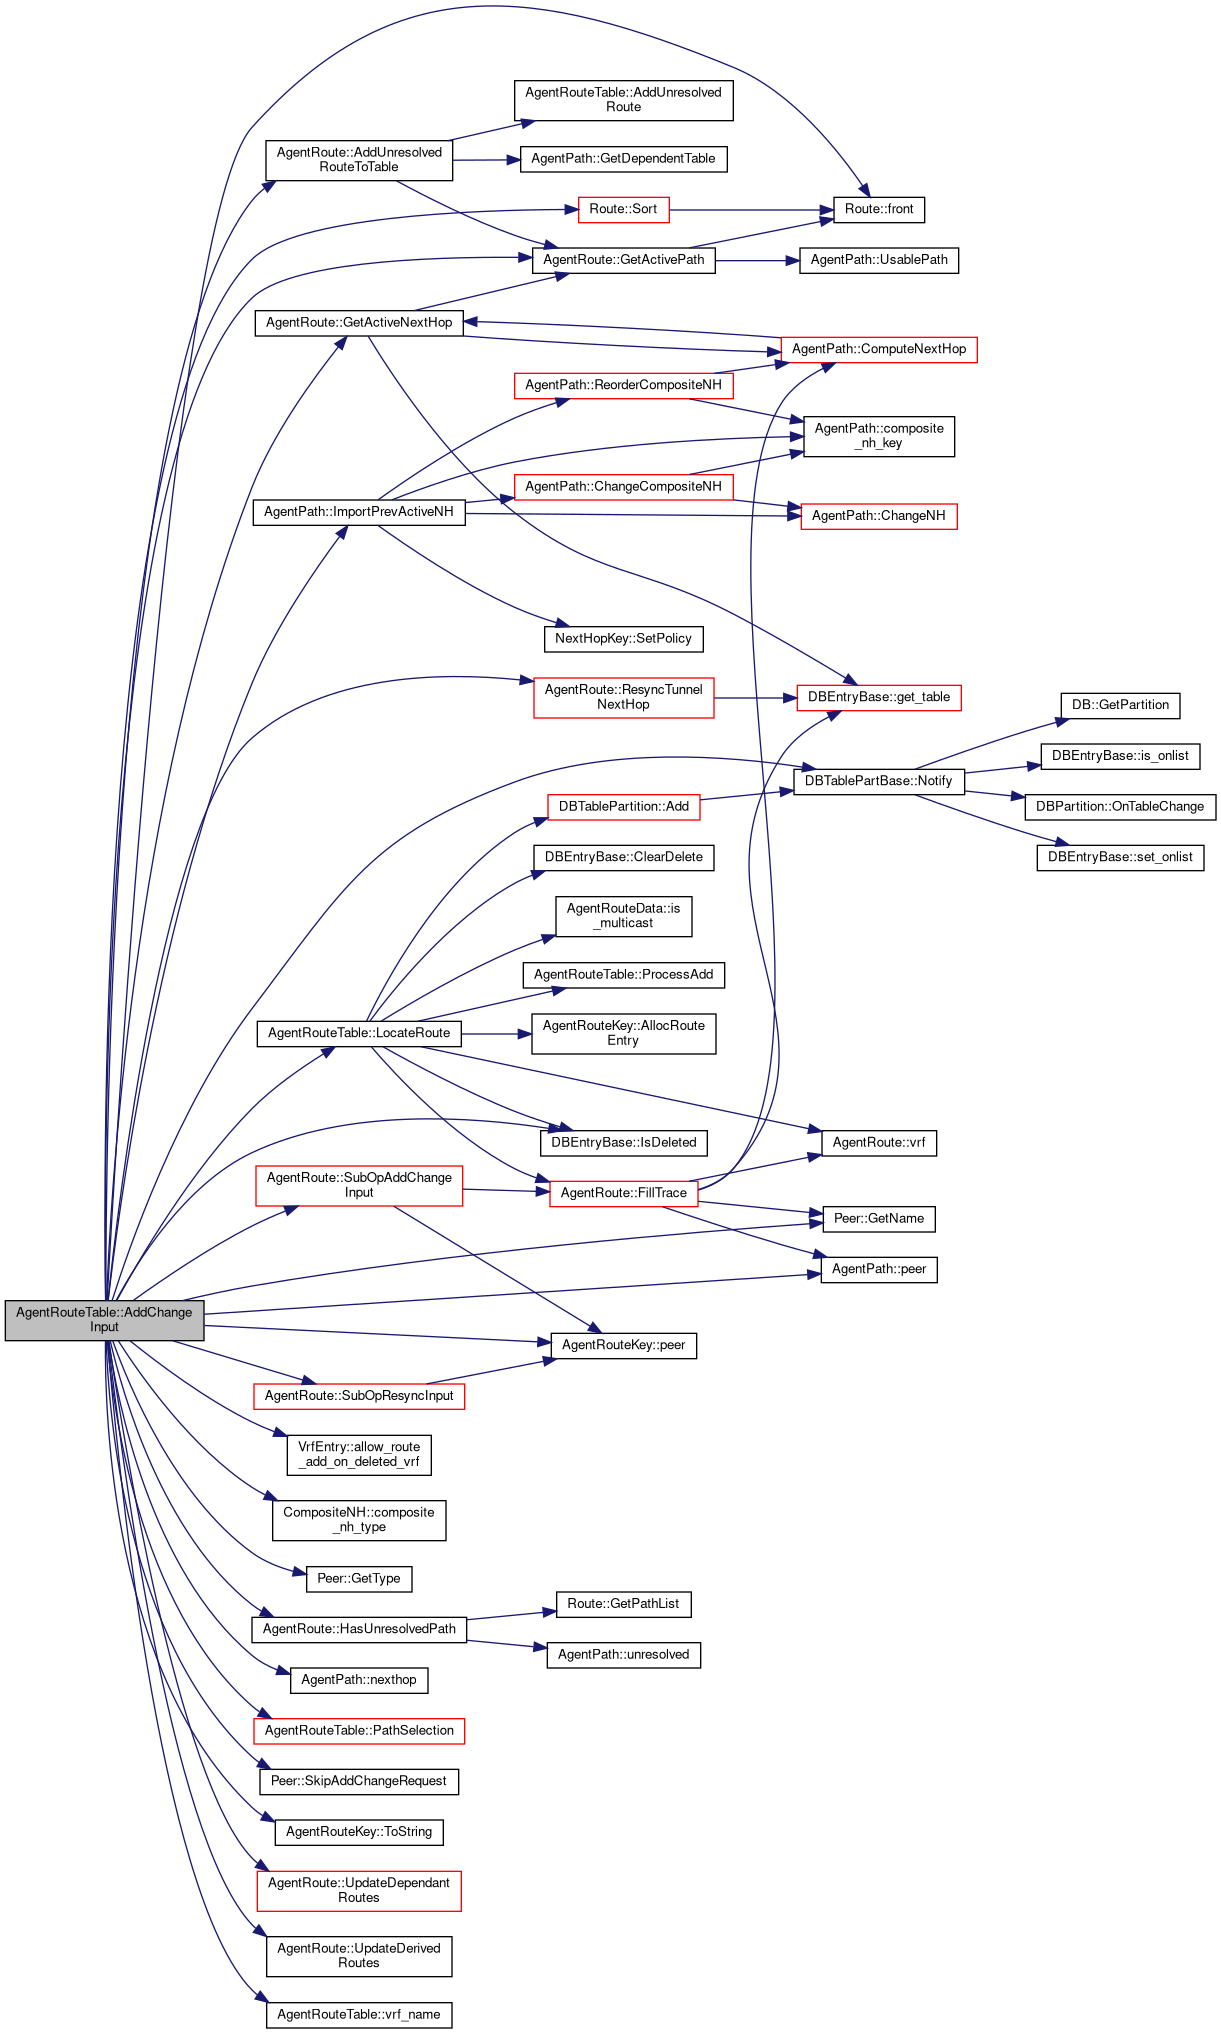 AgentRouteTable::AddUnresolved
Route
AgentRoute::AddUnresolved
RouteToTable
AgentPath::GetDependentTable
Route::Sort
Route::front
AgentRoute::GetActivePath
AgentPath::UsablePath
AgentRoute::GetActiveNextHop
AgentPath::ComputeNextHop
AgentPath::ReorderCompositeNH
AgentPath::composite
_nh_key
AgentPath::ChangeCompositeNH
AgentPath::ImportPrevActiveNH
AgentPath::ChangeNH
NextHopKey::SetPolicy
AgentRoute::ResyncTunnel
NextHop
DBEntryBase::get_table
DB::GetPartition
DBEntryBase::is_onlist
DBTablePartBase::Notify
DBTablePartition::Add
DBPartition::OnTableChange
DBEntryBase::ClearDelete
DBEntryBase::set_onlist
AgentRouteData::is
_multicast
AgentRouteTable::ProcessAdd
AgentRouteTable::LocateRoute
AgentRouteKey::AllocRoute
Entry
DBEntryBase::IsDeleted
AgentRoute::vrf
AgentRoute::SubOpAddChange
Input
AgentRoute::FillTrace
Peer::GetName
AgentPath::peer
AgentRouteTable::AddChange
Input
AgentRouteKey::peer
AgentRoute::SubOpResyncInput
VrfEntry::allow_route
_add_on_deleted_vrf
CompositeNH::composite
_nh_type
Peer::GetType
Route::GetPathList
AgentRoute::HasUnresolvedPath
AgentPath::unresolved
AgentPath::nexthop
AgentRouteTable::PathSelection
Peer::SkipAddChangeRequest
AgentRouteKey::ToString
AgentRoute::UpdateDependant
Routes
AgentRoute::UpdateDerived
Routes
AgentRouteTable::vrf_name